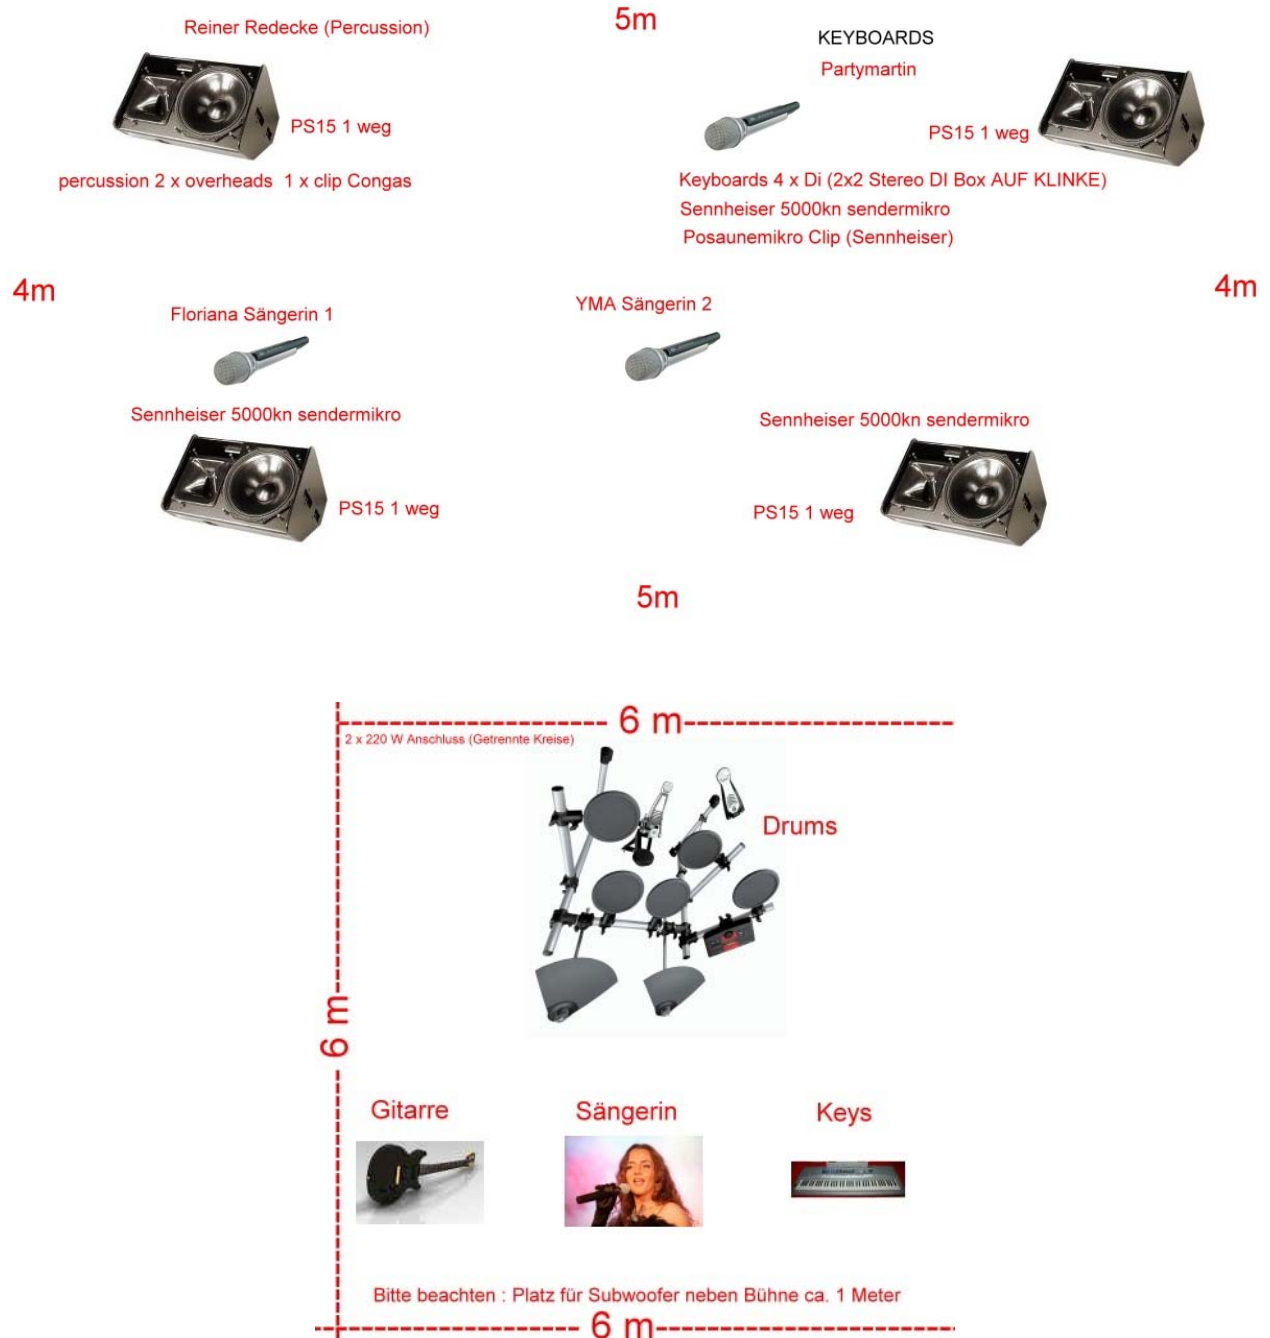 5m
Reiner Redecke (Percussion)
KEYBOARDS
Partymartin
PS15 1 weg
PS15 1 weg
percussion 2 x overheads 1 x clip Congas
Keyboards 4 x Di (2x2 Stereo DI Box AUF KLINKE)
Sennheiser 5000kn sendermikro
Posaunemikro Clip (Sennheiser)
4m
4m
Floriana Sängerin 1
YMA Sängerin 2
Sennheiser 5000kn sendermikro
Sennheiser 5000kn sendermikro
PS15 1 weg
PS15 1 weg
5m
6 m
2 x 220 W Anschluss (Getrennte Kreise)
Drums
6 m
Gitarre
Sängerin
Keys
Bitte beachten : Platz für Subwoofer neben Bühne ca. 1 Meter
6 m